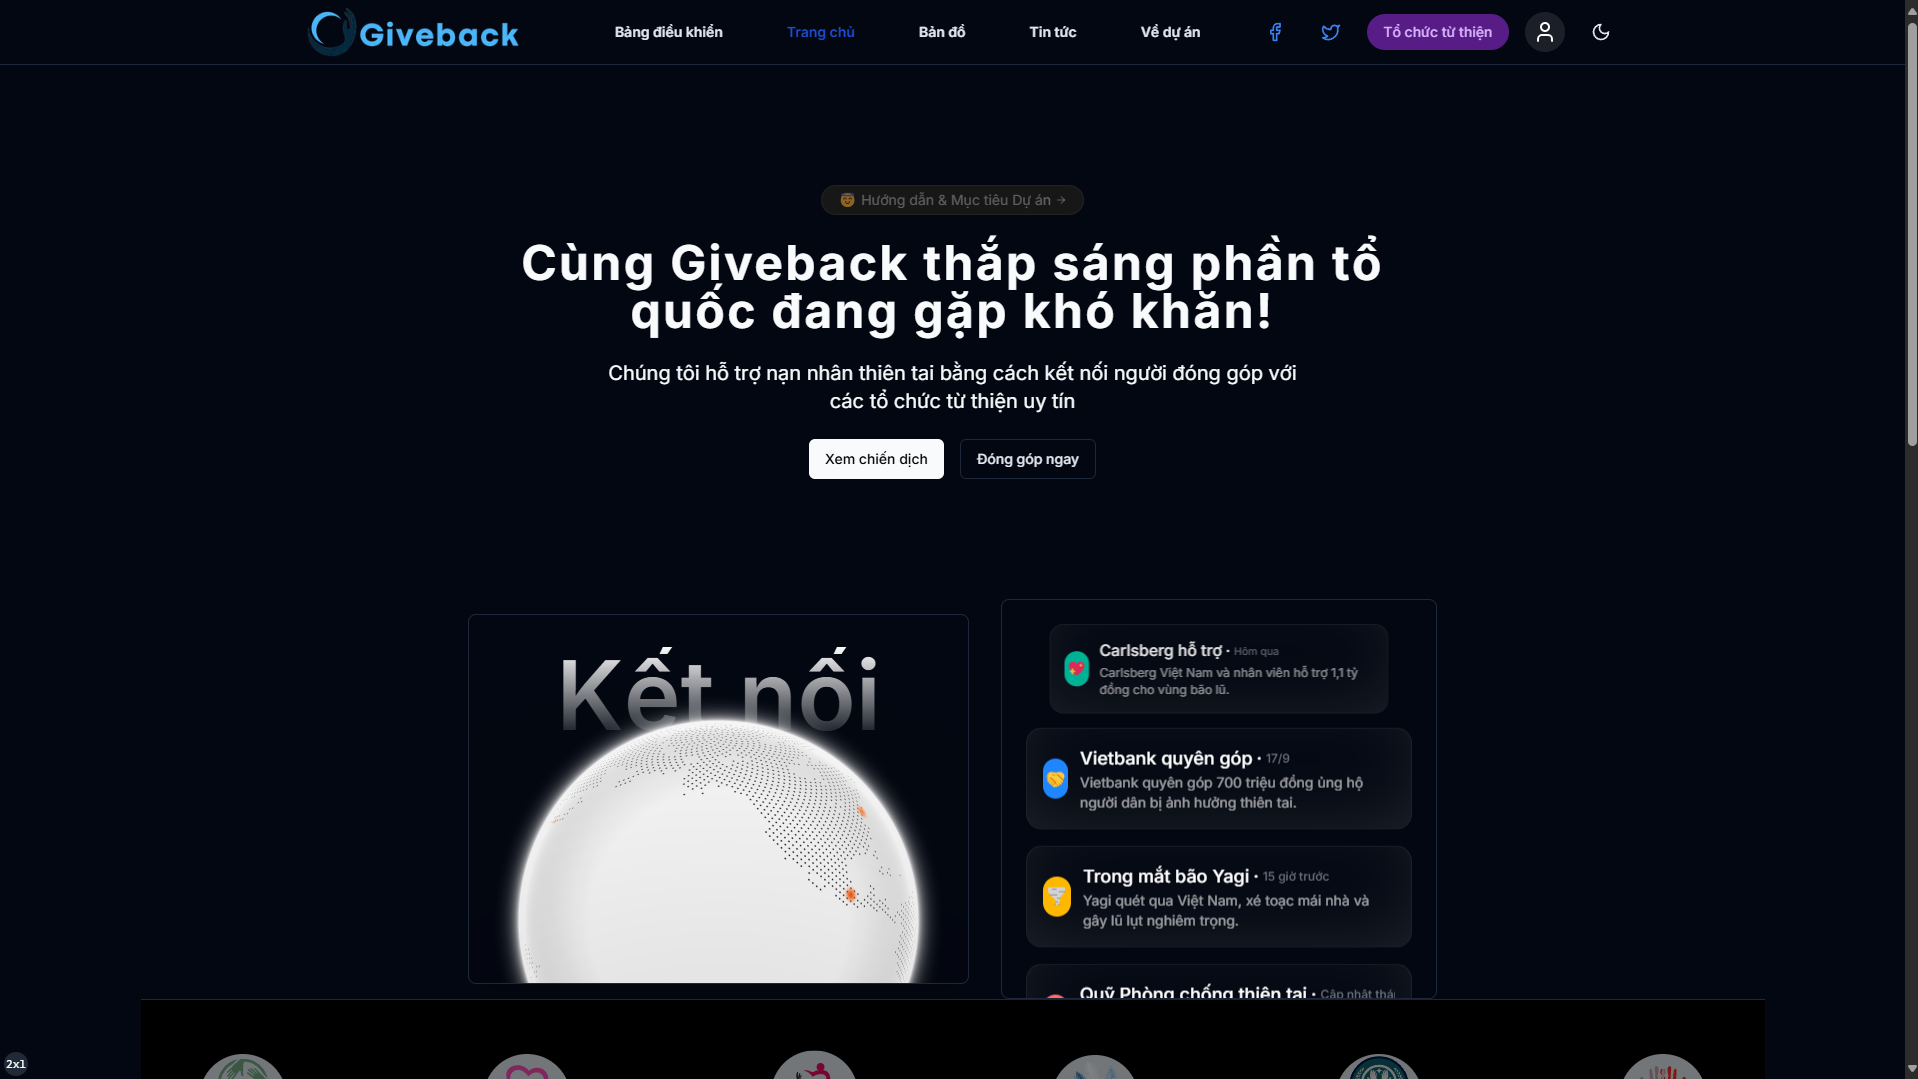 Giveback
Bảng điều khiển
Trang chủ
Bản đồ
Tin tức
Về dự án
Tổ chức từ thiện
Hướng dẫn & Mục tiêu Dự án →
Cùng Giveback thắp sáng phần tổ
quốc đang gặp khó khăn!
Chúng tôi hỗ trợ nạn nhân thiên tai bằng cách kết nối người đóng góp với
các tổ chức từ thiện uy tín
Xem chiến dịch
Đóng góp ngay
Kết nối
Carlsberg hỗ trợ · Hôm qua
Carlsberg Việt Nam và nhân viên hỗ trợ 1,1 tỷ
đồng cho vùng bão lũ.
Vietbank quyên góp · 17/9
Vietbank quyên góp 700 triệu đồng ủng hộ
người dân bị ảnh hưởng thiên tai.
Trong mắt bão Yagi · 15 giờ trước
Yagi quét qua Việt Nam, xé toạc mái nhà và
gây lũ lụt nghiêm trọng.
Quỹ Phòng chống thiên tai · Cập nhật
2x1